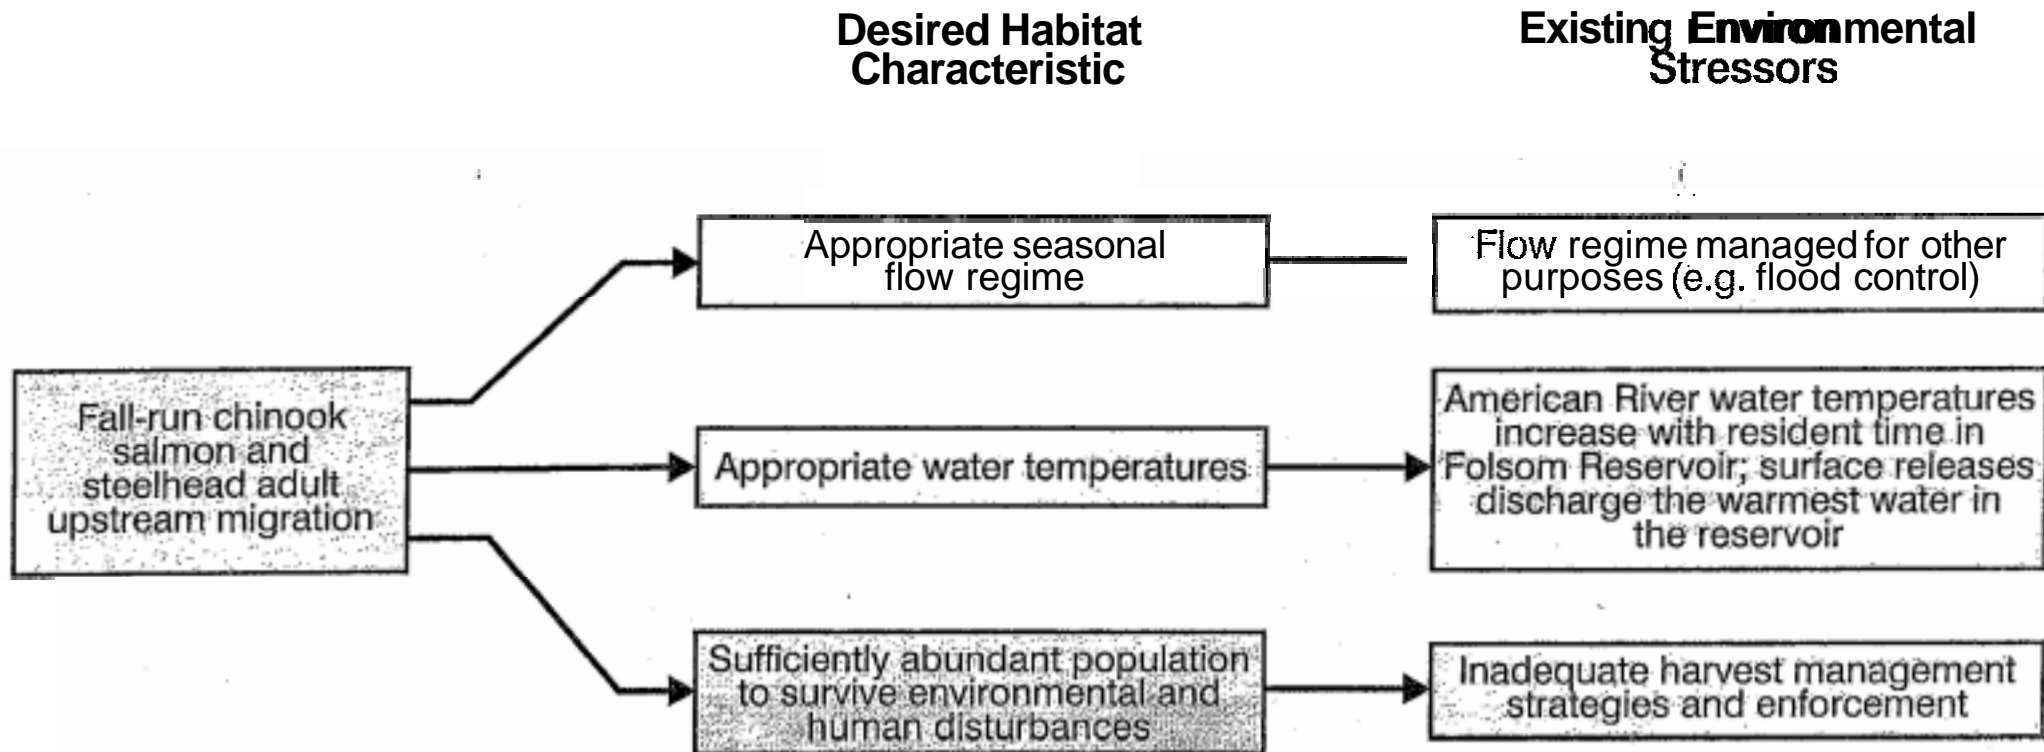 Desired Habitat
Characteristic
Existing Environmental
Stressors
Appropriate seasonal
flow regime
Flow regime managed for other
purposes (e.g. flood control)
Fall-run chinook
salmon and
steelhead adult
upstream migration
Appropriate water temperatures
American River water temperatures
increase with resident time in
Folsom Reservoir; surface releases
discharge the warmest water in
the reservoir
Sufficiently abundant population
to survive environmental and
human disturbances
Inadequate harvest management
strategies and enforcement